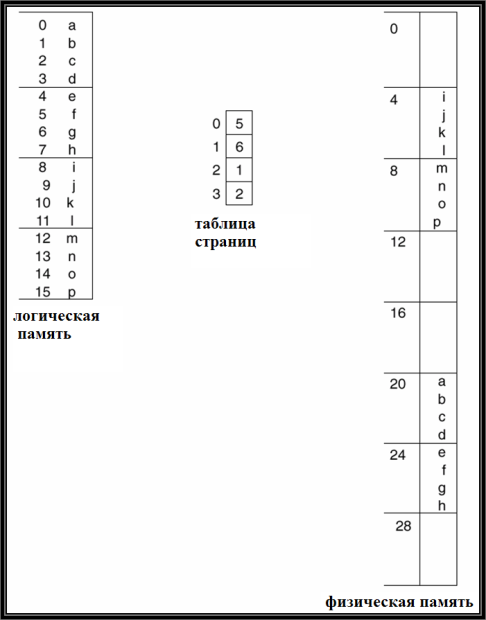 0 a
1 b
2 c
3 d
4 e
5 f
6 g
7 h
8 i
9 j
10 k
11 l
12 m
13 n
14 o
15 p
логическая
память
0 5
1 6
2 1
3 2
таблица
страниц
0
4 i
j
k
l
8 m
n
o
p
12
16
20 a
b
c
d
24 e
f
g
h
28
физическая память